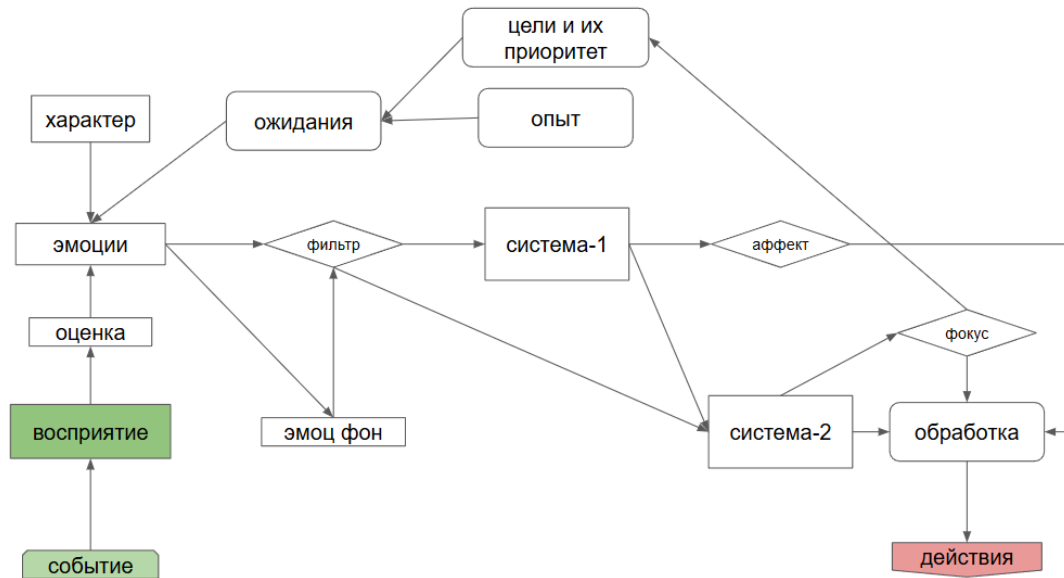 цели и их
приоритет
характер
ожидания
опыт
эмоции
фильтр
система-1
аффект
оценка
фокус
восприятие
эмоц фон
система-2
обработка
событие
действия